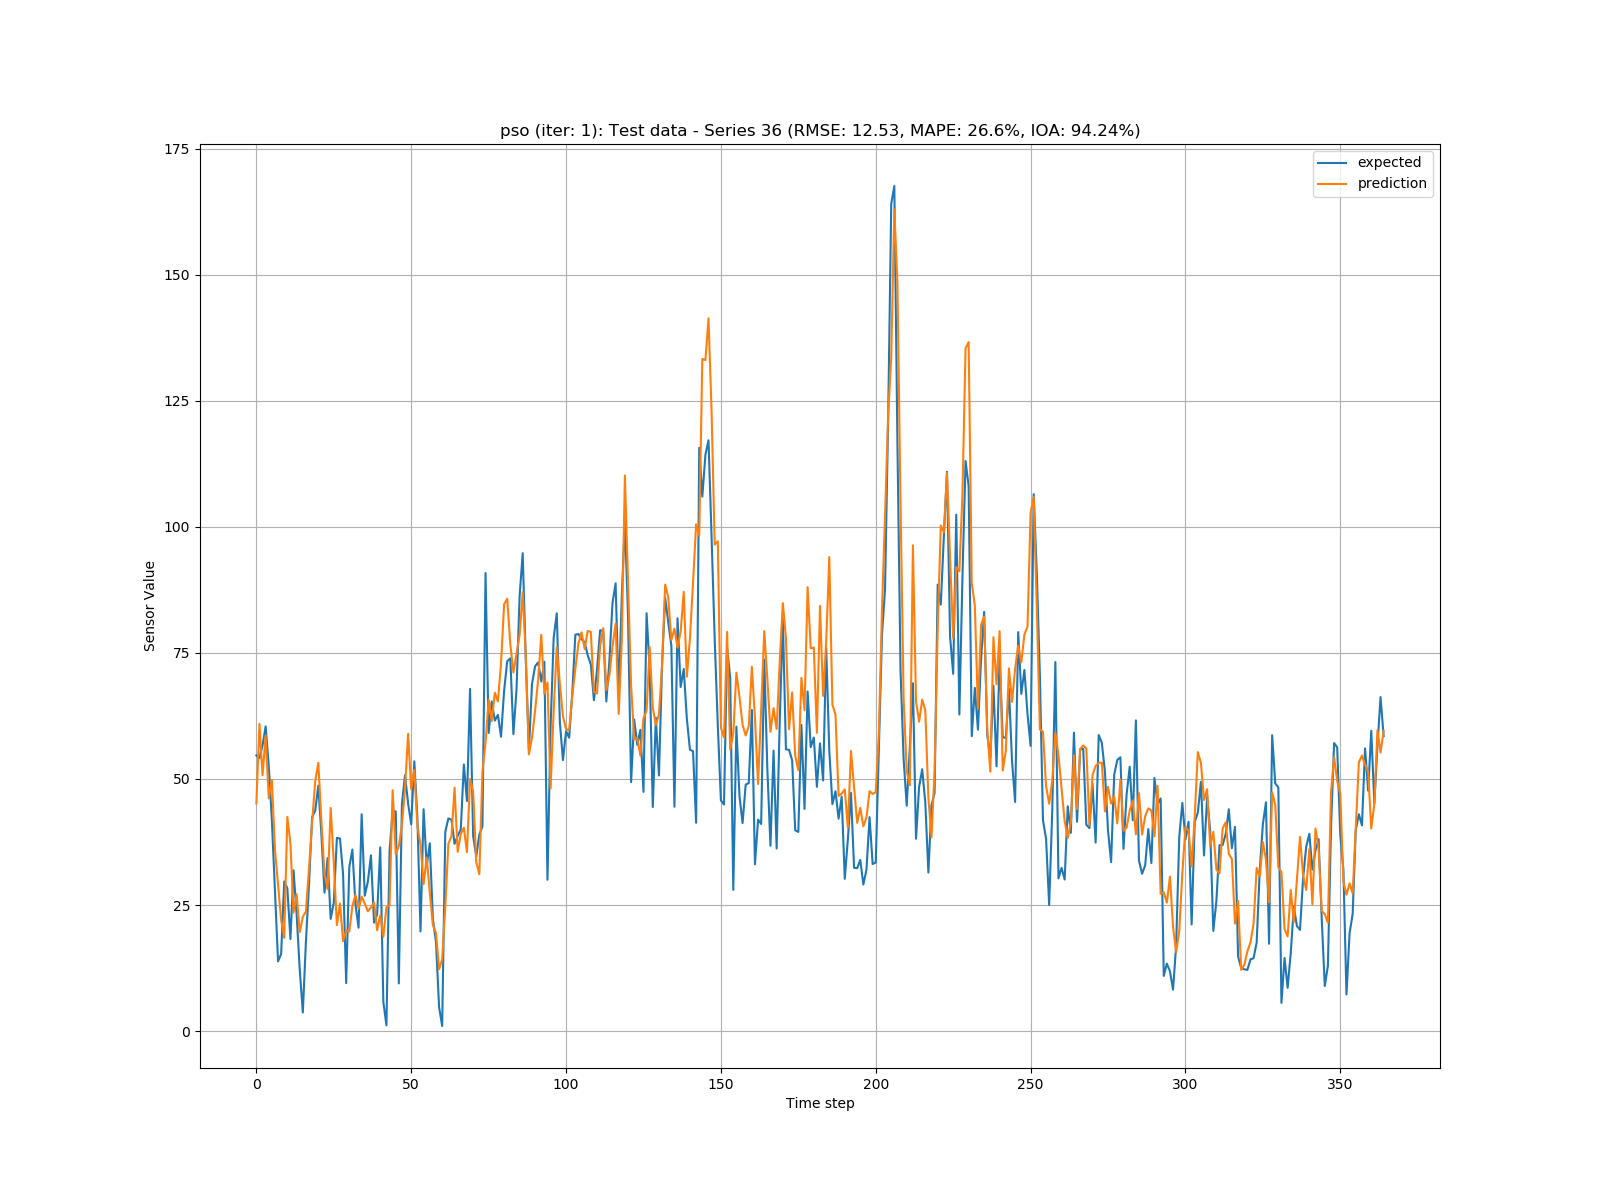 pso (iter: 1): Test data - Series 36 (RMSE: 12.53, MAPE: 26.6%, IOA: 94.24%)
expected
prediction
175
150
125
100
75
50
25
0
Sensor Value
0 50 100 150 200 250 300 350
Time step